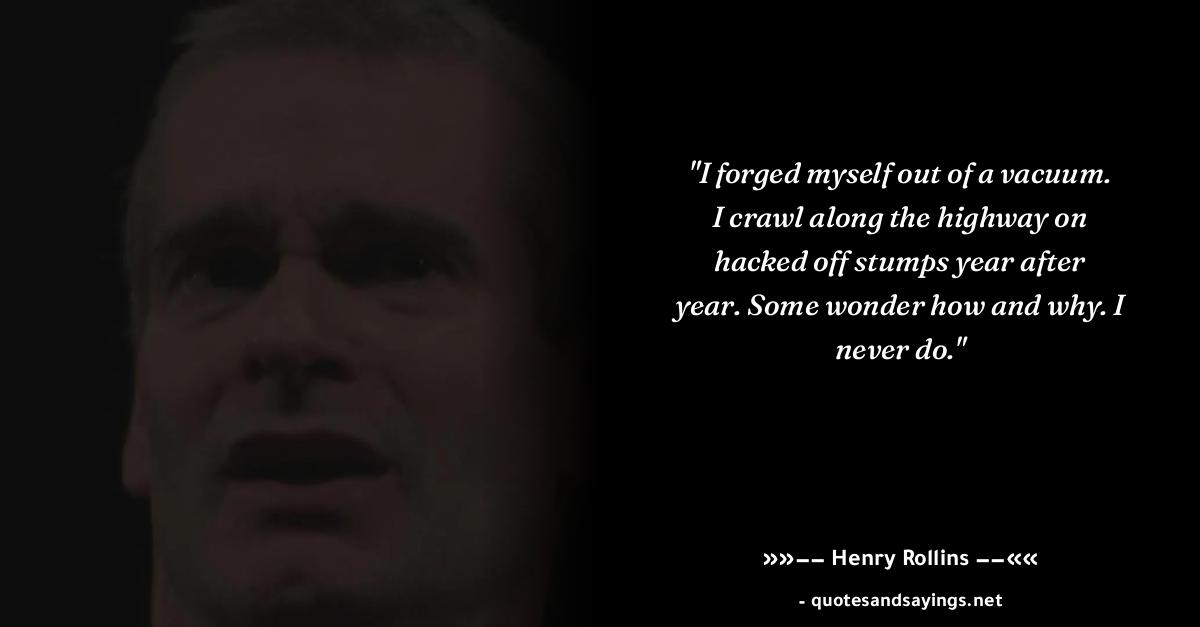 "I forged myself out of a vacuum.
I crawl along the highway on
hacked off stumps year after
year. Some wonder how and why. I
never do."
»»–– Henry Rollins ––««
- quotesandsayings.net